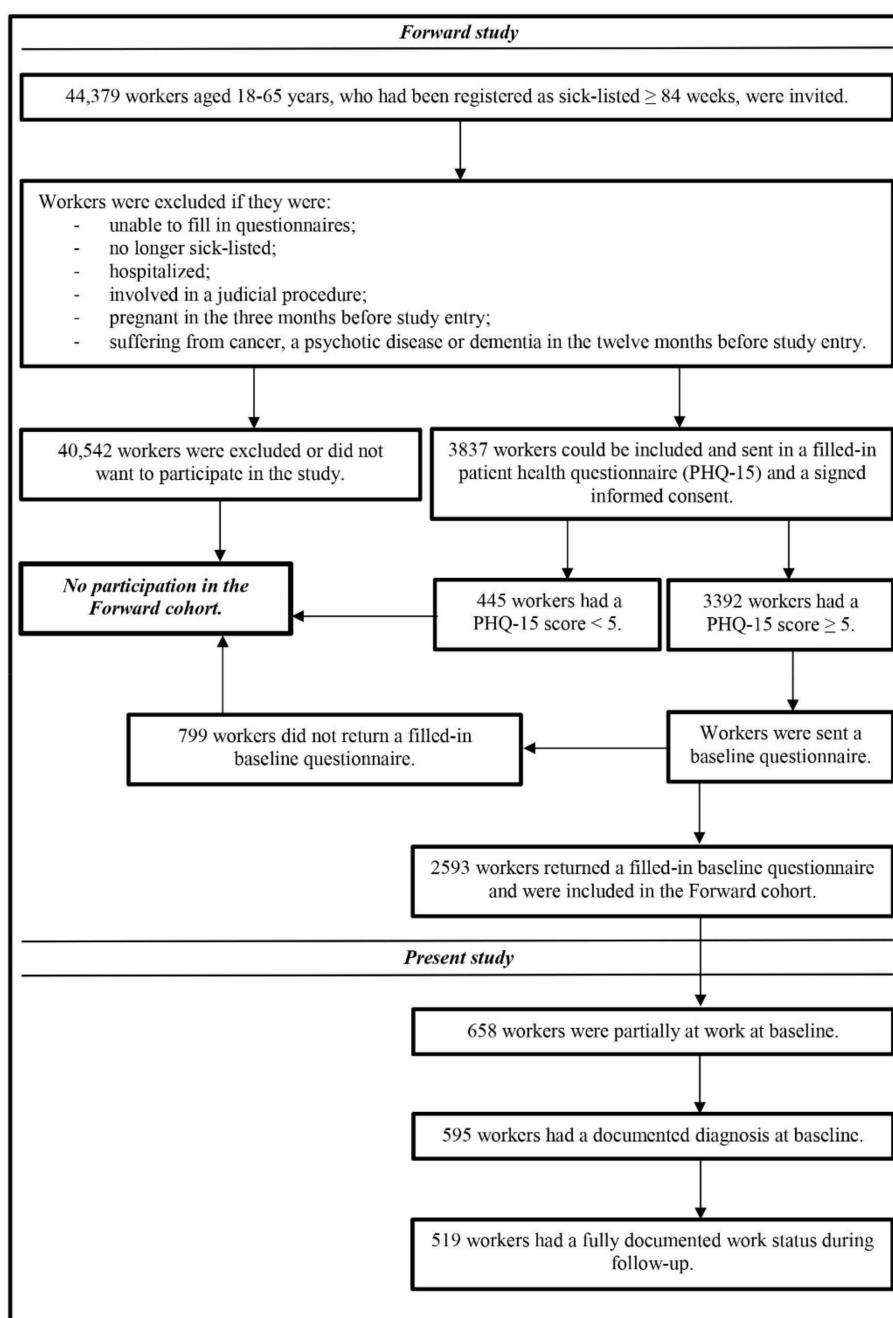 Forward study
44,379 workers aged 18-65 years, who had been registered as sick-listed ≥ 84 weeks, were invited.
Workers were excluded if they were:
- unable to fill in questionnaires;
- no longer sick-listed;
- hospitalized;
- involved in a judicial procedure;
- pregnant in the three months before study entry;
- suffering from cancer, a psychotic disease or dementia in the twelve months before study entry.
40,542 workers were excluded or did not
want to participate in the study.
3837 workers could be included and sent in a filled-in
patient health questionnaire (PHQ-15) and a signed
informed consent.
No participation in the
Forward cohort.
445 workers had a
PHQ-15 score < 5.
3392 workers had a
PHQ-15 score ≥ 5.
799 workers did not return a filled-in
baseline questionnaire.
Workers were sent a
baseline questionnaire.
2593 workers returned a filled-in baseline questionnaire
and were included in the Forward cohort.
Present study
658 workers were partially at work at baseline.
595 workers had a documented diagnosis at baseline.
519 workers had a fully documented work status during
follow-up.